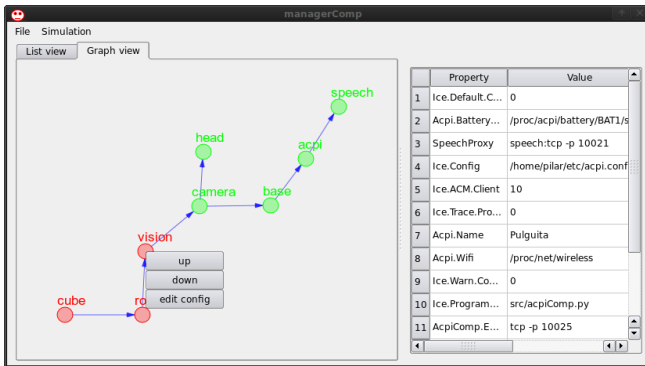 managerComp
File Simulation
List view Graph view
speech
head
acpi
camera
base
vision
up
down
edit config
cube
ro
Property Value
1 Ice.Default.C... 0
2 Acpi.Battery... /proc/acpi/battery/BAT1/s
3 SpeechProxy speech:tcp -p 10021
4 Ice.Config /home/pilar/etc/acpi.conf
5 Ice.ACM.Client 10
6 Ice.Trace.Pro... 0
7 Acpi.Name Pulguita
8 Acpi.Wifi /proc/net/wireless
9 Ice.Warn.Co... 0
10 Ice.Program... src/acpiComp.py
11 AcpiComp.E... tcp -p 10025